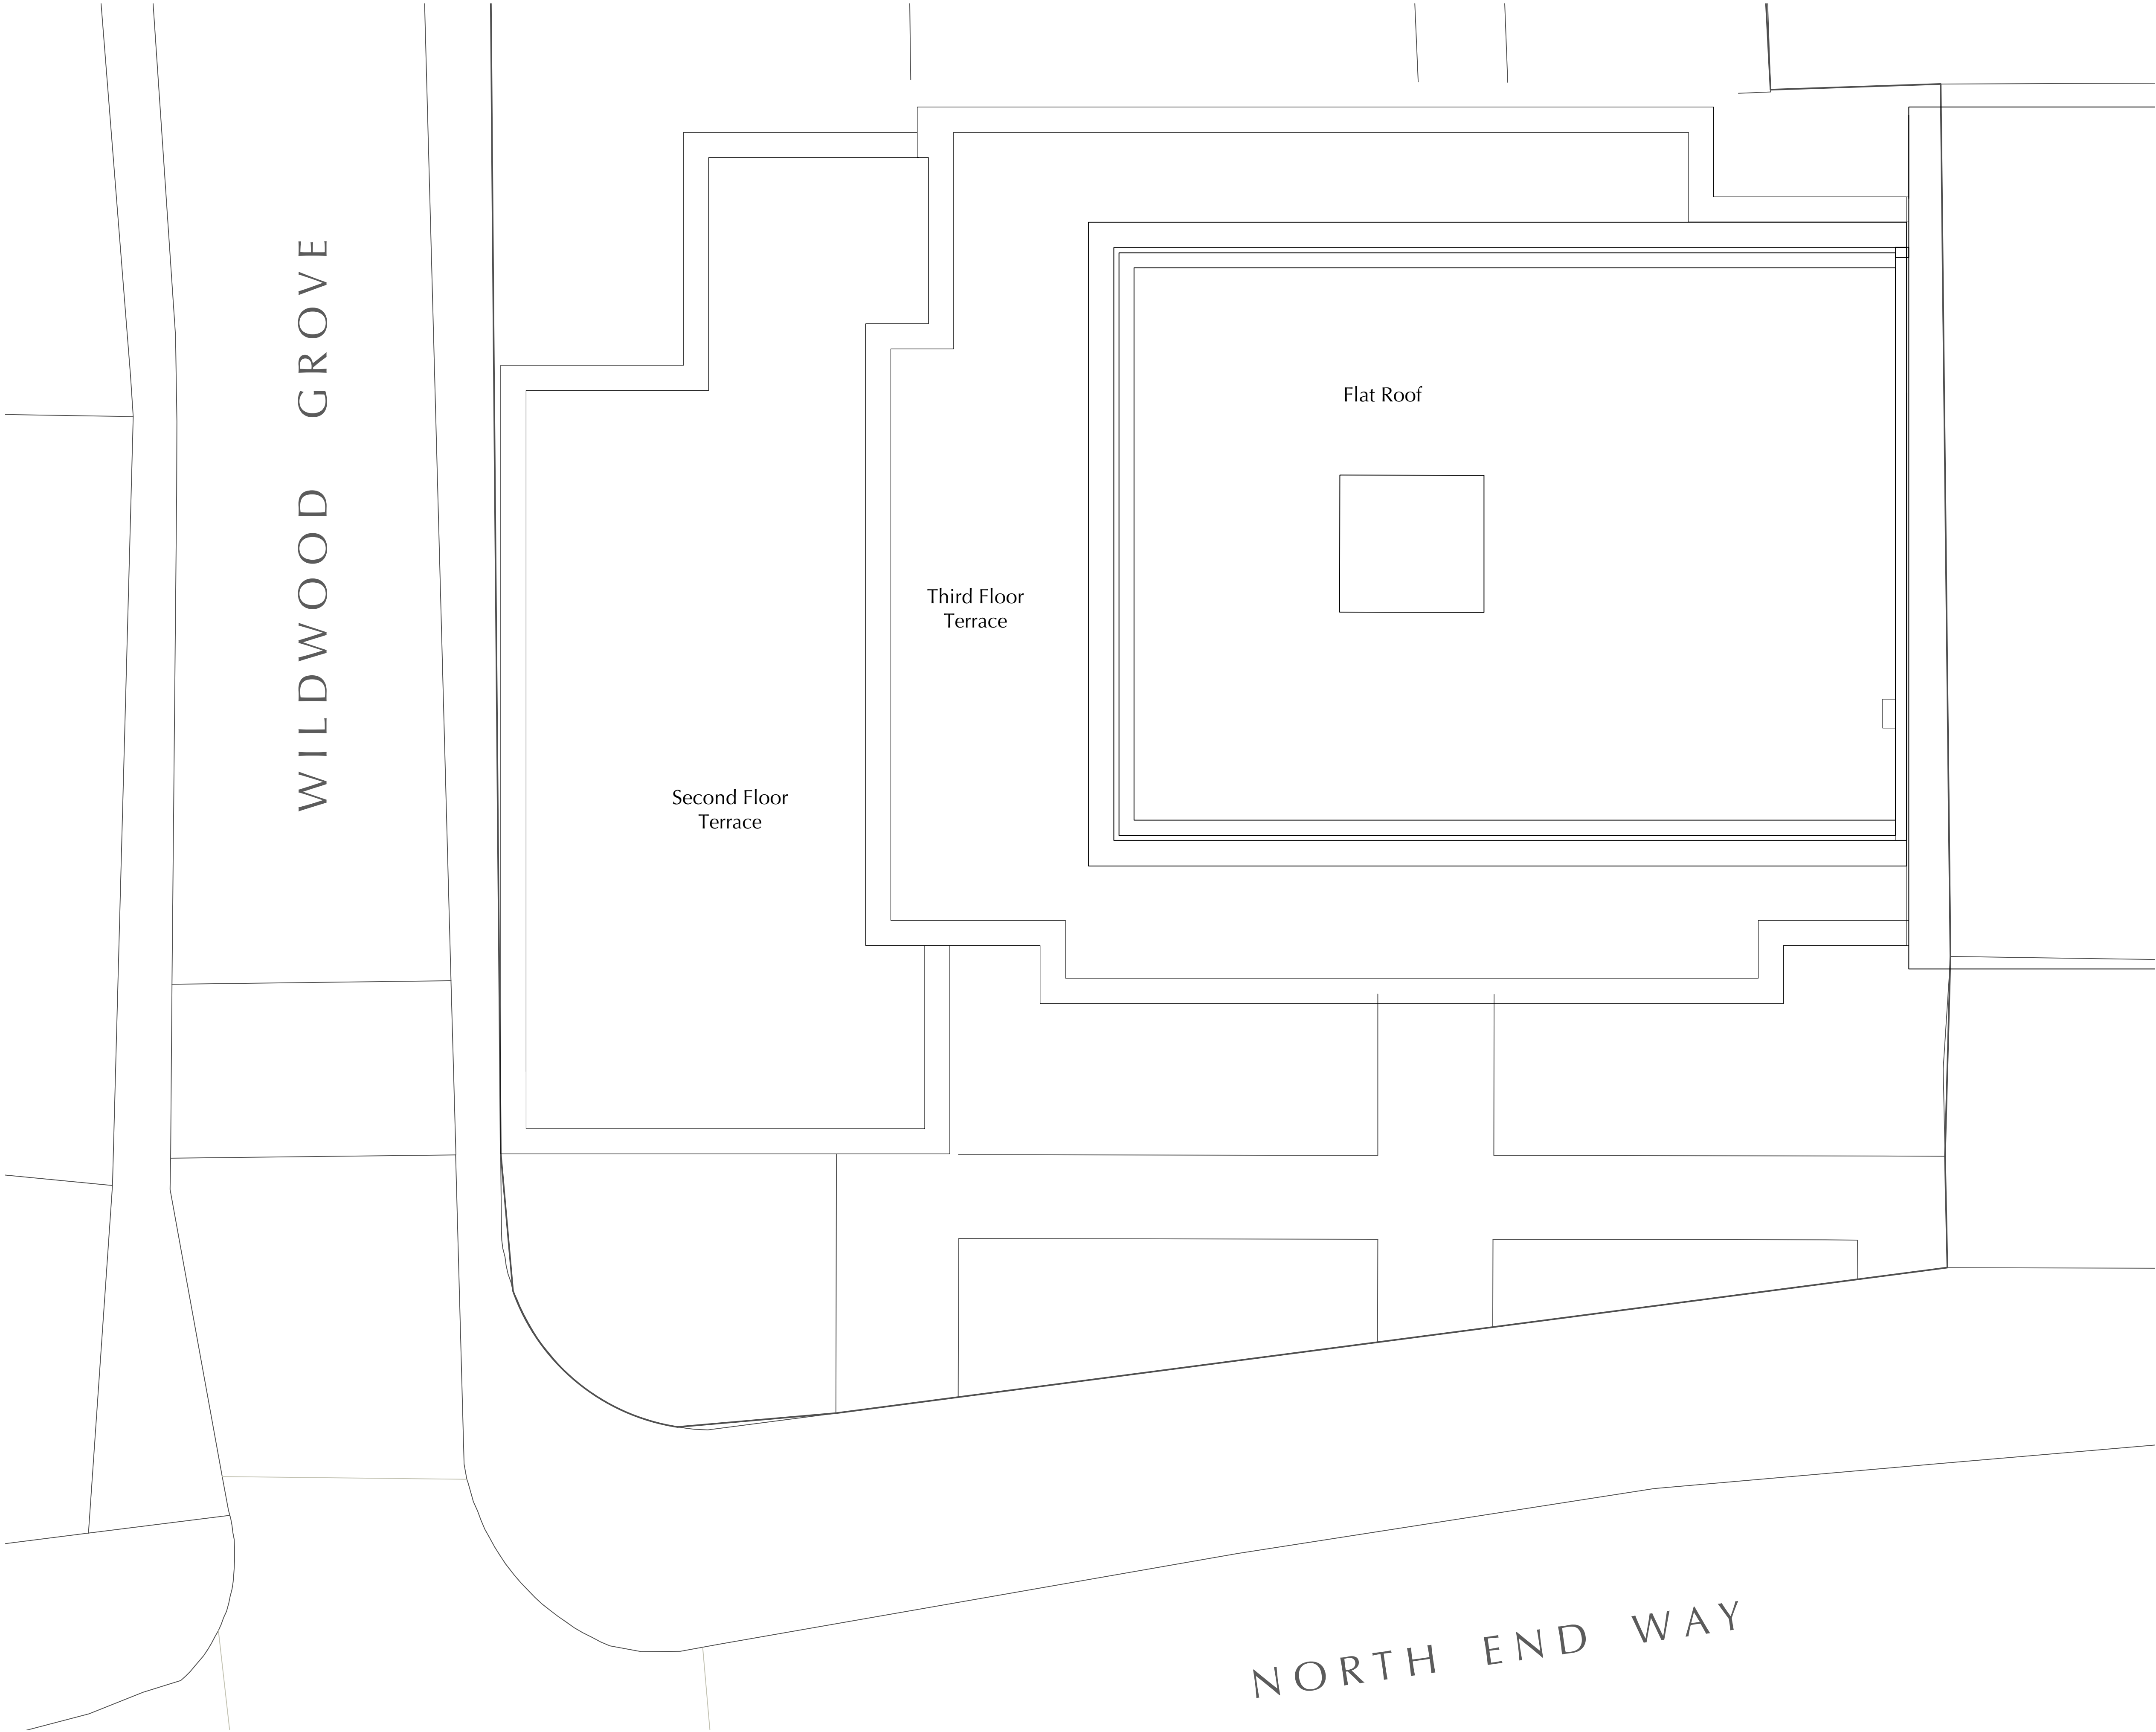 WILDWOOD GROVE
Flat Roof
Third Floor
Terrace
Second Floor
Terrace
NORTH END WAY